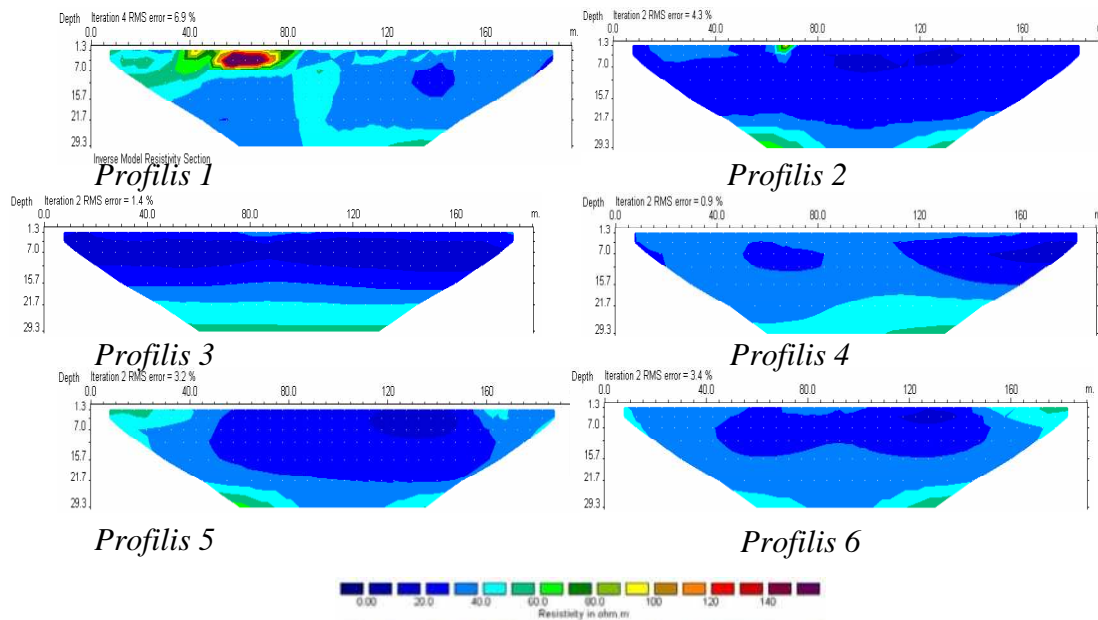 Depth Iteration 4 RMS error = 6.9 %
0.0 40.0 80.0 120.0 160 m.
1.3
7.0
15.7
21.7
29.3
Inverse Model Resistivity Section
Profilis 1
Depth Iteration 2 RMS error = 4.3 %
0.0 40.0 80.0 120.0 160
1.3
7.0
15.7
21.7
29.3
Profilis 2
Depth Iteration 2 RMS error = 1.4 %
0.0 40.0 80.0 120.0 160 m.
1.3
7.0
15.7
21.7
29.3
Profilis 3
Depth Iteration 2 RMS error = 0.9 %
0.0 40.0 80.0 120.0 160 m.
1.3
7.0
15.7
21.7
29.3
Profilis 4
Depth Iteration 2 RMS error = 3.2 %
0.0 40.0 80.0 120.0 160
1.3
7.0
15.7
21.7
29.3
Profilis 5
Depth Iteration 2 RMS error = 3.4 %
0.0 40.0 80.0 120.0 160 m.
1.3
7.0
15.7
21.7
29.3
Profilis 6
0.00 20.0 40.0 60.0 80.0 100 120 140
Resistivity in ohm.m